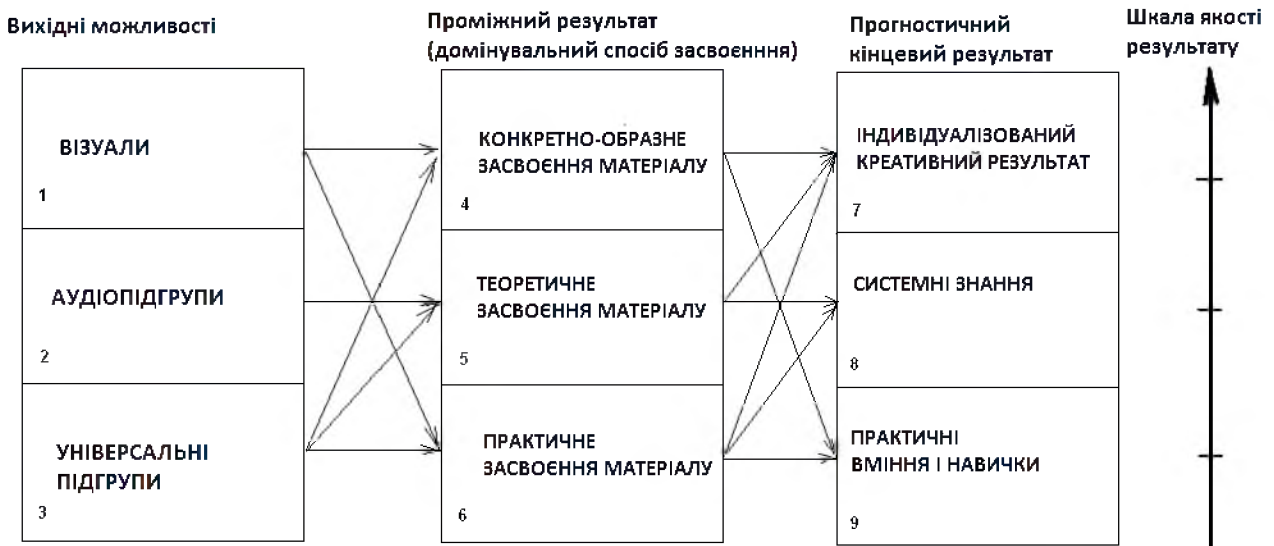 Вихідні можливості
Проміжний результат
(домінувальний спосіб засвоєнння)
Прогностичний
кінцевий результат
Шкала якості
результату
ВІЗУАЛИ
1
АУДІОПІДГРУПИ
2
УНІВЕРСАЛЬНІ
ПІДГРУПИ
3
КОНКРЕТНО-ОБРАЗНЕ
ЗАСВОЄННЯ МАТЕРІАЛУ
4
ТЕОРЕТИЧНЕ
ЗАСВОЄННЯ МАТЕРІАЛУ
5
ПРАКТИЧНЕ
ЗАСВОЄННЯ МАТЕРІАЛУ
6
ІНДИВІДУАЛІЗОВАНИЙ
КРЕАТИВНИЙ РЕЗУЛЬТАТ
7
СИСТЕМНІ ЗНАННЯ
8
ПРАКТИЧНІ
ВМІННЯ І НАВИЧКИ
9